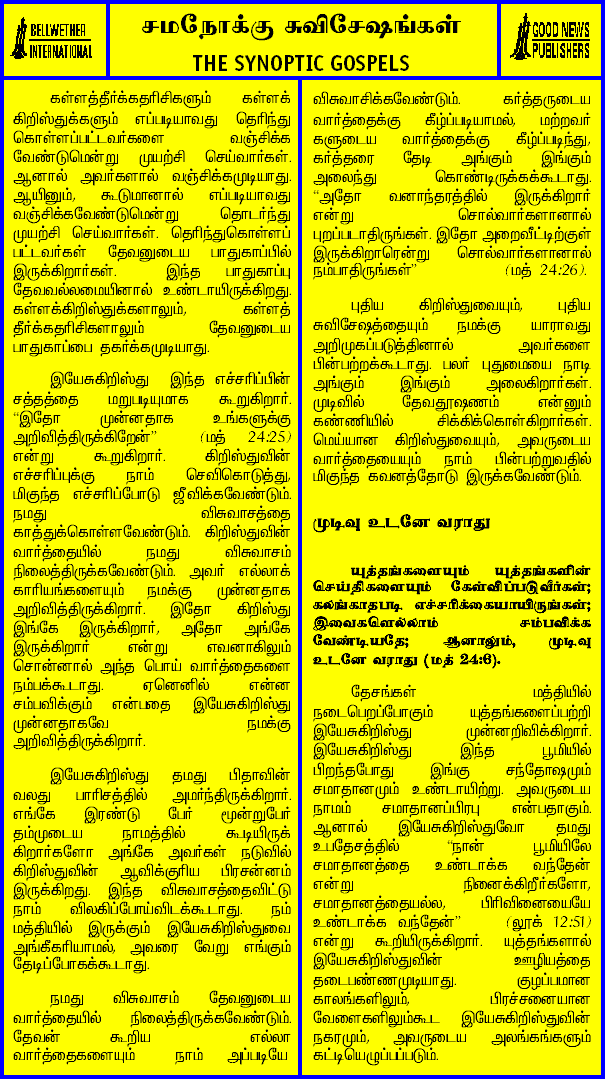 BELLWETHER
INTERNATIONAL
சமநோக்கு சுவிசேஷங்கள்
THE SYNOPTIC GOSPELS
GOOD NEWS
PUBLISHERS
கள்ளத்தீர்க்கதரிசிகளும் கள்ளக்
கிறிஸ்துக்களும் எப்படியாவது தெரிந்து
கொள்ளப்பட்டவர்களை வஞ்சிக்க
வேண்டுமென்று முயற்சி செய்வார்கள்.
ஆனால் அவர்களால் வஞ்சிக்கமுடியாது.
ஆயினும், கூடுமானால் எப்படியாவது
வஞ்சிக்கவேண்டுமென்று தொடர்ந்து
முயற்சி செய்வார்கள். தெரிந்துகொள்ளப்
பட்டவர்கள் தேவனுடைய பாதுகாப்பில்
இருக்கிறார்கள். இந்த பாதுகாப்பு
தேவவல்லமையினால் உண்டாயிருக்கிறது.
கள்ளக்கிறிஸ்துக்களாலும், கள்ளத்
தீர்க்கதரிசிகளாலும் தேவனுடைய
பாதுகாப்பை தகர்க்கமுடியாது.
இயேசுகிறிஸ்து இந்த எச்சரிப்பின்
சத்தத்தை மறுபடியுமாக கூறுகிறார்.
“இதோ முன்னதாக உங்களுக்கு
அறிவித்திருக்கிறேன்” (மத் 24:25)
என்று கூறுகிறார். கிறிஸ்துவின்
எச்சரிப்புக்கு நாம் செவிகொடுத்து,
மிகுந்த எச்சரிப்போடு ஜீவிக்கவேண்டும்.
நமது விசுவாசத்தை
காத்துக்கொள்ளவேண்டும். கிறிஸ்துவின்
வார்த்தையில் நமது விசுவாசம்
நிலைத்திருக்கவேண்டும். அவர் எல்லாக்
காரியங்களையும் நமக்கு முன்னதாக
அறிவித்திருக்கிறார். இதோ கிறிஸ்து
இங்கே இருக்கிறார், அதோ அங்கே
இருக்கிறார் என்று எவனாகிலும்
சொன்னால் அந்த பொய் வார்த்தைகளை
நம்பக்கூடாது. ஏனெனில் என்ன
சம்பவிக்கும் என்பதை இயேசுகிறிஸ்து
முன்னதாகவே நமக்கு
அறிவித்திருக்கிறார்.
இயேசுகிறிஸ்து தமது பிதாவின்
வலது பாரிசத்தில் அமர்ந்திருக்கிறார்.
எங்கே இரண்டு பேர் மூன்றுபேர்
தம்முடைய நாமத்தில் கூடியிருக்
கிறார்களோ அங்கே அவர்கள் நடுவில்
கிறிஸ்துவின் ஆவிக்குரிய பிரசன்னம்
இருக்கிறது. இந்த விசுவாசத்தைவிட்டு
நாம் விலகிப்போய்விடக்கூடாது. நம்
மத்தியில் இருக்கும் இயேசுகிறிஸ்துவை
அங்கீகரியாமல், அவரை வேறு எங்கும்
தேடிப்போகக்கூடாது.
நமது விசுவாசம் தேவனுடைய
வார்த்தையில் நிலைத்திருக்கவேண்டும்.
தேவன் கூறிய எல்லா
வார்த்தைகளையும் நாம் அப்படியே
விசுவாசிக்கவேண்டும். கர்த்தருடைய
வார்த்தைக்கு கீழ்ப்படியாமல், மற்றவர்
களுடைய வார்த்தைக்கு கீழ்ப்படிந்து,
கர்த்தரை தேடி அங்கும் இங்கும்
அலைந்து கொண்டிருக்கக்கூடாது.
“அதோ வனாந்தரத்தில் இருக்கிறார்
என்று சொல்வார்களானால்
புறப்படாதிருங்கள். இதோ அறைவீட்டிற்குள்
இருக்கிறாரென்று சொல்வார்களானால்
நம்பாதிருங்கள்” (மத் 24:26).
புதிய கிறிஸ்துவையும், புதிய
சுவிசேஷத்தையும் நமக்கு யாராவது
அறிமுகப்படுத்தினால் அவர்களை
பின்பற்றக்கூடாது. பலர் புதுமையை நாடி
அங்கும் இங்கும் அலைகிறார்கள்.
முடிவில் தேவதூஷணம் என்னும்
கண்ணியில் சிக்கிக்கொள்கிறார்கள்.
மெய்யான கிறிஸ்துவையும், அவருடைய
வார்த்தையையும் நாம் பின்பற்றுவதில்
மிகுந்த கவனத்தோடு இருக்கவேண்டும்.
முடிவு உடனே வராது
யுத்தங்களையும் யுத்தங்களின்
செய்திகளையும் கேள்விப்படுவீர்கள்;
கலங்காதபடி எச்சரிக்கையாயிருங்கள்;
இவைகளெல்லாம் சம்பவிக்க
வேண்டியதே; ஆனாலும், முடிவு
உடனே வராது (மத் 24:6).
தேசங்கள் மத்தியில்
நடைபெறப்போகும் யுத்தங்களைப்பற்றி
இயேசுகிறிஸ்து முன்னறிவிக்கிறார்.
இயேசுகிறிஸ்து இந்த பூமியில்
பிறந்தபோது இங்கு சந்தோஷமும்
சமாதானமும் உண்டாயிற்று. அவருடைய
நாமம் சமாதானப்பிரபு என்பதாகும்.
ஆனால் இயேசுகிறிஸ்துவோ தமது
உபதேசத்தில் “நான் பூமியிலே
சமாதானத்தை உண்டாக்க வந்தேன்
என்று நினைக்கிறீர்களோ,
சமாதானத்தையல்ல, பிரிவினையையே
உண்டாக்க வந்தேன்” (லூக் 12:51)
என்று கூறியிருக்கிறார். யுத்தங்களால்
இயேசுகிறிஸ்துவின் ஊழியத்தை
தடைபண்ணமுடியாது. குழப்பமான
காலங்களிலும், பிரச்சனையான
வேளைகளிலும்கூட இயேசுகிறிஸ்துவின்
நகரமும், அவருடைய அலங்கங்களும்
கட்டியெழுப்பப்படும்.